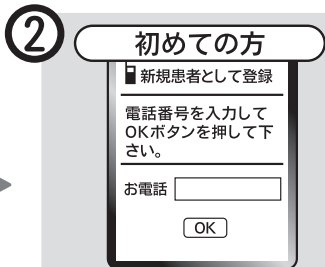 ②
初めての方
新規患者として登録
電話番号を入力して
OKボタンを押して下
さい。
お電話
OK